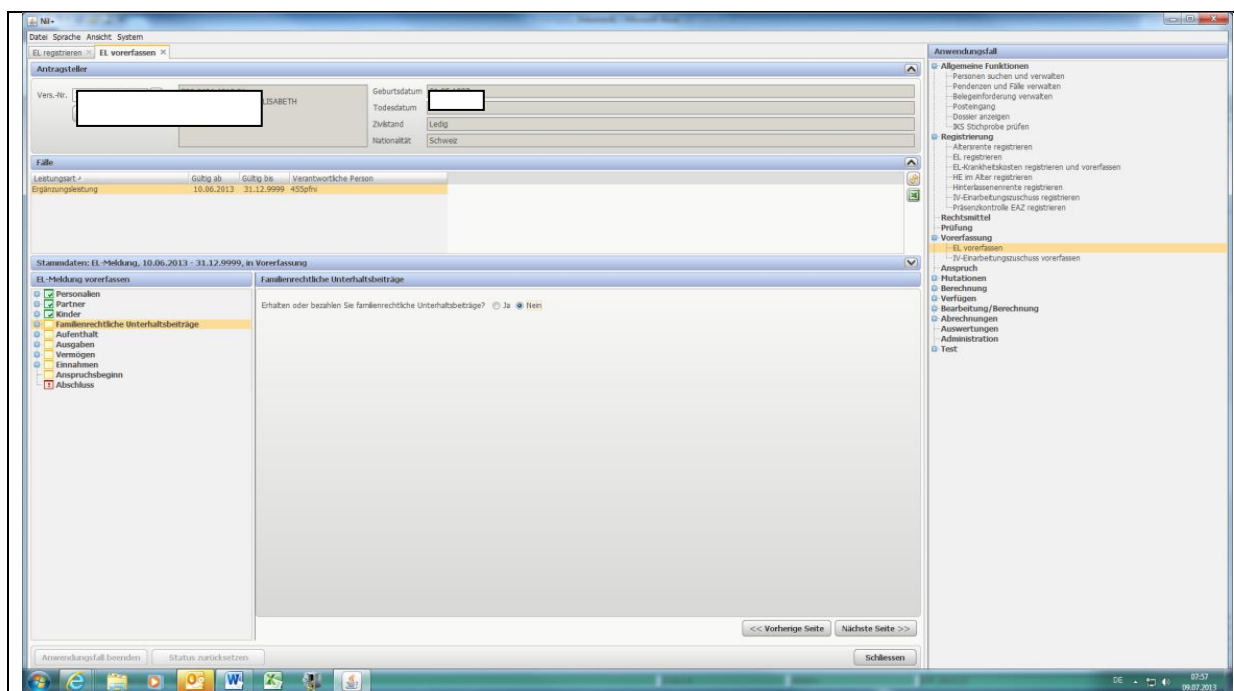 Nil+
Datei Sprache Ansicht System
EL registrieren EL vorerfassen
Antragsteller
Vers.-Nr.
LISABETH
Geburtsdatum
Todesdatum
Zivilstand Ledig
Nationalität Schweiz
Fälle
Leistungsart Gültig ab Gültig bis Verantwortliche Person
Ergänzungsleistung 10.06.2013 31.12.9999 455pfni
Stammdaten: EL-Meldung, 10.06.2013 - 31.12.9999, in Vorerfassung
EL-Meldung vorerfassen
Personalien
Partner
Kinder
Familienrechtliche Unterhaltsbeiträge
Aufenthalt
Ausgaben
Vermögen
Einnahmen
Anspruchsbeginn
Abschluss
Familienrechtliche Unterhaltsbeiträge
Erhalten oder bezahlen Sie familienrechtliche Unterhaltsbeiträge? Ja Nein
<< Vorherige Seite Nächste Seite >>
Anwendungsfall beenden Status zurücksetzen Schliessen
Anwendungsfall
Allgemeine Funktionen
Personen suchen und verwalten
Pendenzen und Fälle verwalten
Belegeinforderung verwalten
Posteingang
Dossier anzeigen
IKS Stichprobe prüfen
Registrierung
Altersrente registrieren
EL registrieren
EL-Krankheitskosten registrieren und vorerfassen
HE im Alter registrieren
Hinterlassenenrente registrieren
IV-Einarbeitungszuschuss registrieren
Präsenzkontrolle EAZ registrieren
Rechtsmittel
Prüfung
Vorerfassung
EL vorerfassen
IV-Einarbeitungszuschuss vorerfassen
Anspruch
Mutationen
Berechnung
Verfügen
Bearbeitung/Berechnung
Abrechnungen
Auswertungen
Administration
Test
DE 07:57
09.07.2013